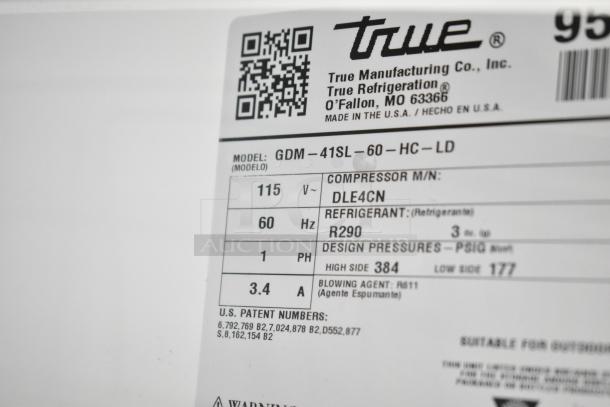 true®
95
True Manufacturing Co., Inc.
True Refrigeration®
O'Fallon, MO 63366
MADE IN THE U.S.A. / HECHO EN U.S.A.
MODEL: GDM-41SL-60-HC-LD
(MODELO)
115 V~
COMPRESSOR M/N:
DLE4CN
60 Hz
REFRIGERANT: (Refrigerante)
R290 3
1 PH
DESIGN PRESSURES - PSIG
HIGH SIDE 384 LOW SIDE 177
3.4 A
BLOWING AGENT: R611
(Agente Espumante)
U.S. PATENT NUMBERS:
6,792,769 B2,7,024,878 B2,D552,877
S,8,162,154 B2
SUITABLE FOR OUTDOOR
WARNING